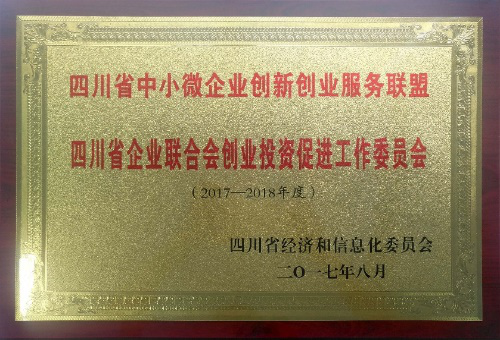 四川省中小微企业创新创业服务联盟
四川省企业联合会创业投资促进工作委员会
（2017—2018年度）
四川省经济和信息化委员会
二O一七年八月